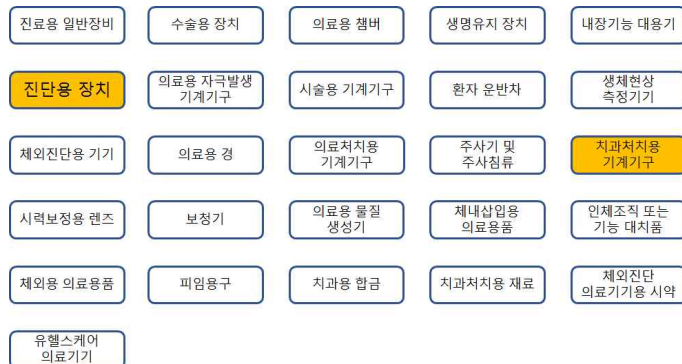 진료용 일반장비
수술용 장치
의료용 챔버
생명유지 장치
내장기능 대용기
진단용 장치
의료용 자극발생
기계기구
시술용 기계기구
환자 운반차
생체현상
측정기기
체외진단용 기기
의료용 경
의료처치용
기계기구
주사기 및
주사침류
치과처치용
기계기구
시력보정용 렌즈
보청기
의료용 물질
생성기
체내삽입용
의료용품
인체조직 또는
기능 대치품
체외용 의료용품
피임용구
치과용 합금
치과처치용 재료
체외진단
의료기기용 시약
유헬스케어
의료기기